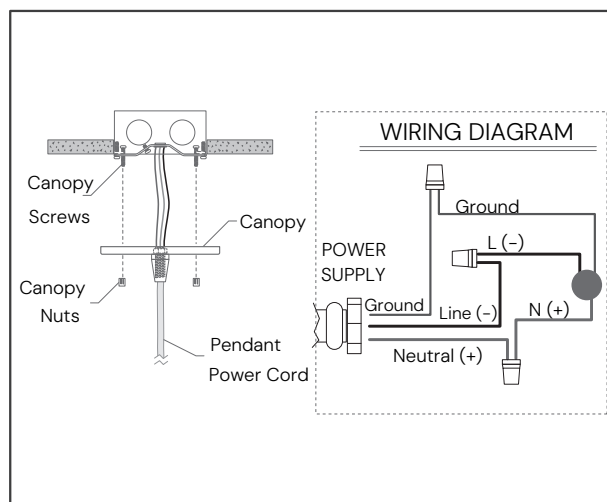 Canopy
Screws
Canopy
Canopy
Nuts
Pendant
Power Cord
WIRING DIAGRAM
Ground
L (-)
POWER
SUPPLY
Ground
Line (-)
N (+)
Neutral (+)